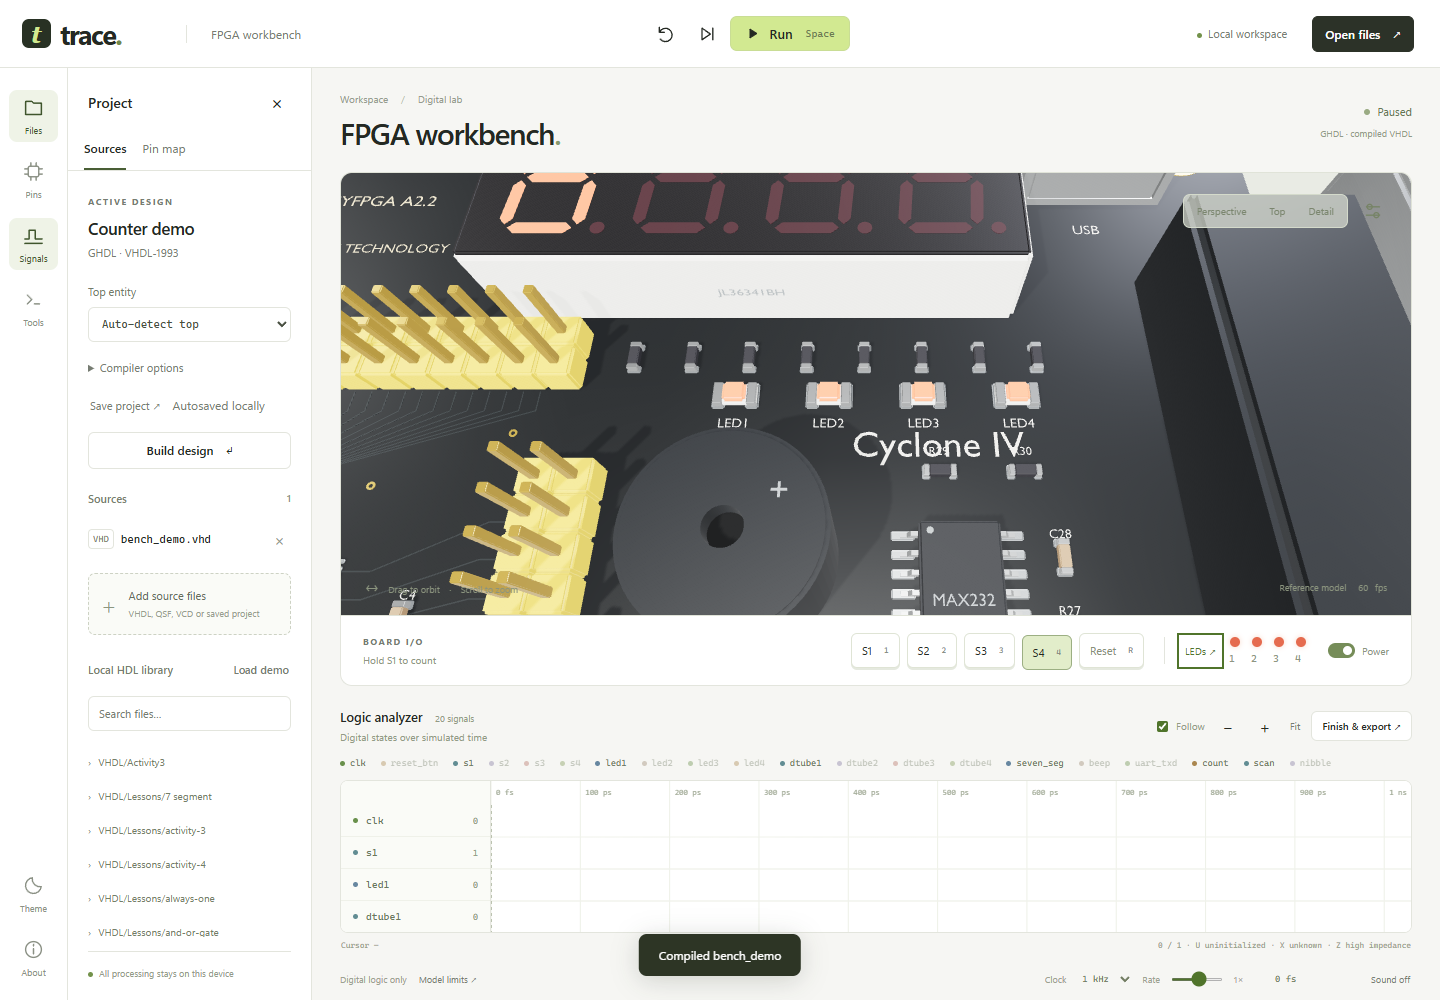 t trace.
FPGA workbench
Run Space
Local workspace
Open files ↗
Files
Pins
Signals
Tools
Theme
About
Project ×
Sources Pin map
ACTIVE DESIGN
Counter demo
GHDL · VHDL-1993
Top entity
Auto-detect top
Compiler options
Save project ↗ Autosaved locally
Build design
Sources 1
VHD bench_demo.vhd ×
Add source files
VHDL, QSF, VCD or saved project
Local HDL library Load demo
Search files...
› VHDL/Activity3
› VHDL/Lessons/7 segment
› VHDL/Lessons/activity-3
› VHDL/Lessons/activity-4
› VHDL/Lessons/always-one
› VHDL/Lessons/and-or-gate
All processing stays on this device
Workspace / Digital lab
FPGA workbench.
Paused
GHDL · compiled VHDL
YFPGA A2.2
TECHNOLOGY
USB
Perspective Top Detail
JL36341BH
LED1 LED2 LED3 LED4
Cyclone IV
R29 R30
C28
MAX232
R27
C4
Drag to orbit · Scroll to zoom
Reference model 60 fps
BOARD I/O
Hold S1 to count
S1 1
S2 2
S3 3
S4 4
Reset R
LEDs ↗
1 2 3 4
Power
Logic analyzer 20 signals
Digital states over simulated time
Follow − + Fit Finish & export ↗
clk reset_btn s1 s2 s3 s4 led1 led2 led3 led4 dtube1 dtube2 dtube3 dtube4 seven_seg beep uart_txd count scan nibble
0 fs 100 ps 200 ps 300 ps 400 ps 500 ps 600 ps 700 ps 800 ps 900 ps 1 ns
clk 0
s1 1
led1 0
dtube1 0
Cursor —
0 / 1 · U uninitialized · X unknown · Z high impedance
Compiled bench_demo
Digital logic only Model limits ↗
Clock 1 kHz Rate 1× 0 fs Sound off